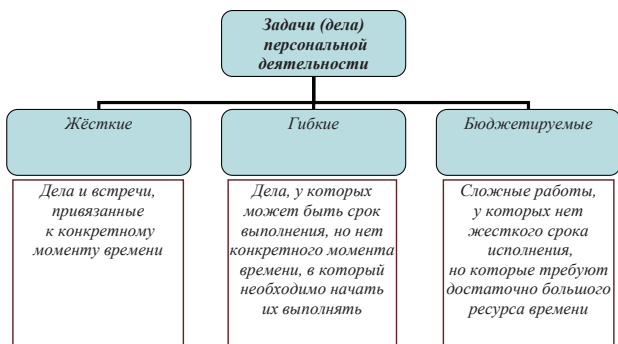 Задачи (дела)
персональной
деятельности
Жёсткие
Гибкие
Бюджетируемые
Дела и встречи,
привязанные
к конкретному
моменту времени
Дела, у которых
может быть срок
выполнения, но нет
конкретного момента
времени, в который
необходимо начать
их выполнять
Сложные работы,
у которых нет
жесткого срока
исполнения,
но которые требуют
достаточно большого
ресурса времени